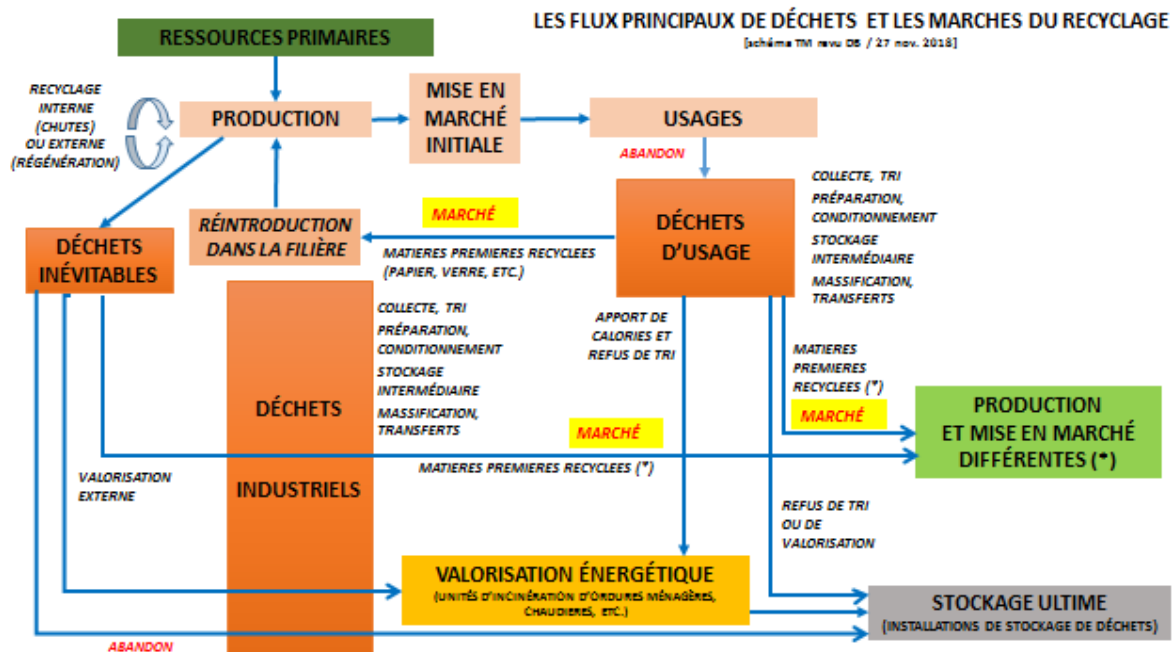 LES FLUX PRINCIPAUX DE DÉCHETS ET LES MARCHES DU RECYCLAGE
[schéma TM revu DB / 27 nov. 2018]
RESSOURCES PRIMAIRES
RECYCLAGE
INTERNE
(CHUTES)
OU EXTERNE
(RÉGÉNÉRATION)
PRODUCTION
MISE EN
MARCHÉ
INITIALE
USAGES
ABANDON
COLLECTE, TRI
PRÉPARATION,
CONDITIONNEMENT
STOCKAGE
INTERMÉDIAIRE
MASSIFICATION,
TRANSFERTS
DÉCHETS
D'USAGE
MARCHÉ
MATIERES PREMIERES RECYCLEES
(PAPIER, VERRE, ETC.)
RÉINTRODUCTION
DANS LA FILIÈRE
DÉCHETS
INÉVITABLES
COLLECTE, TRI
PRÉPARATION,
CONDITIONNEMENT
STOCKAGE
INTERMÉDIAIRE
MASSIFICATION,
TRANSFERTS
DÉCHETS
INDUSTRIELS
APPORT DE
CALORIES ET
REFUS DE TRI
MATIERES
PREMIERES
RECYCLEES (*)
MARCHÉ
PRODUCTION
ET MISE EN MARCHÉ
DIFFÉRENTES (*)
MARCHÉ
MATIERES PREMIERES RECYCLEES (*)
VALORISATION
EXTERNE
REFUS DE TRI
OU DE
VALORISATION
VALORISATION ÉNERGÉTIQUE
(UNITÉS D'INCINÉRATION D'ORDURES MÉNAGÈRES,
CHAUDIERES, ETC.)
STOCKAGE ULTIME
(INSTALLATIONS DE STOCKAGE DE DÉCHETS)
ABANDON